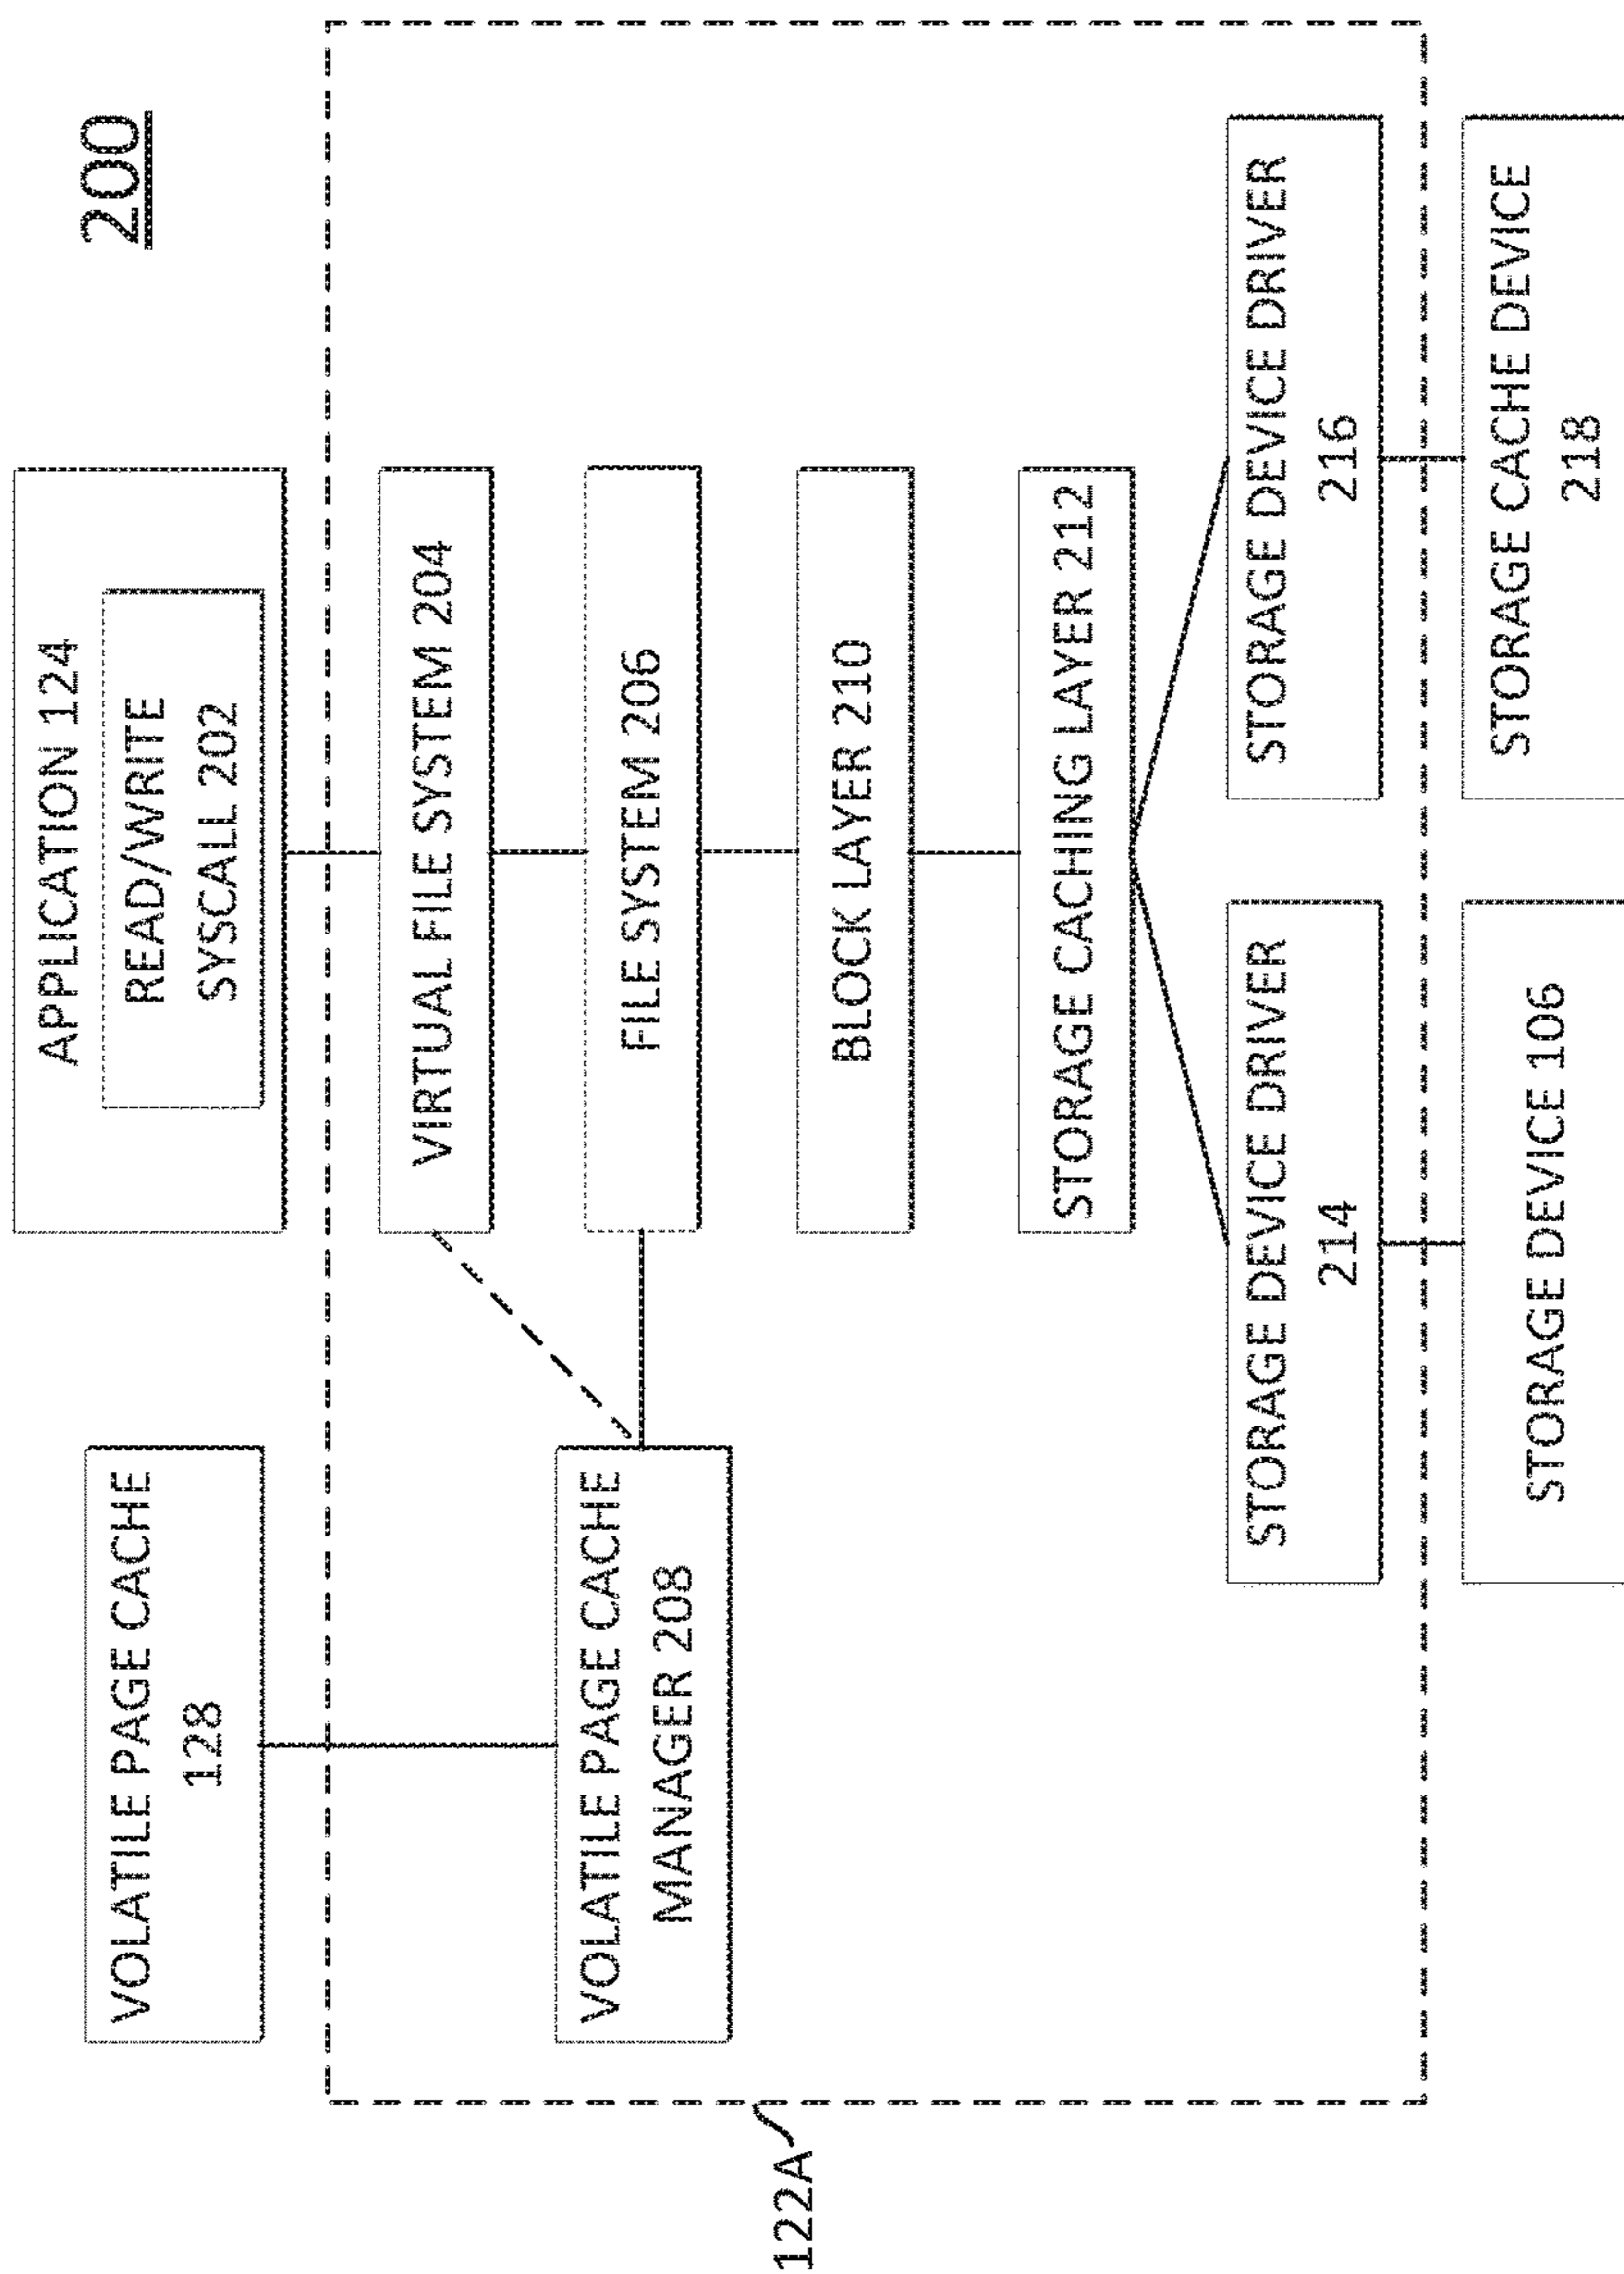 200
VOLATILE PAGE CACHE
128
APPLICATION 124
READ/WRITE
SYSCALL 202
VIRTUAL FILE SYSTEM 204
VOLATILE PAGE CACHE
MANAGER 208
FILE SYSTEM 206
122A
BLOCK LAYER 210
STORAGE CACHING LAYER 212
STORAGE DEVICE DRIVER
214
STORAGE DEVICE DRIVER
216
STORAGE DEVICE 106
STORAGE CACHE DEVICE
218